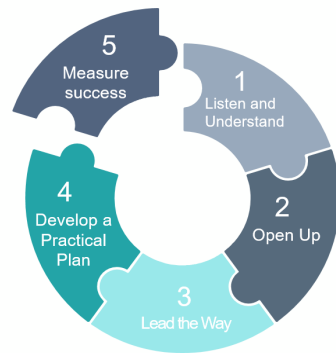 1
Listen and
Understand
2
Open Up
3
Lead the Way
4
Develop a
Practical
Plan
5
Measure
success